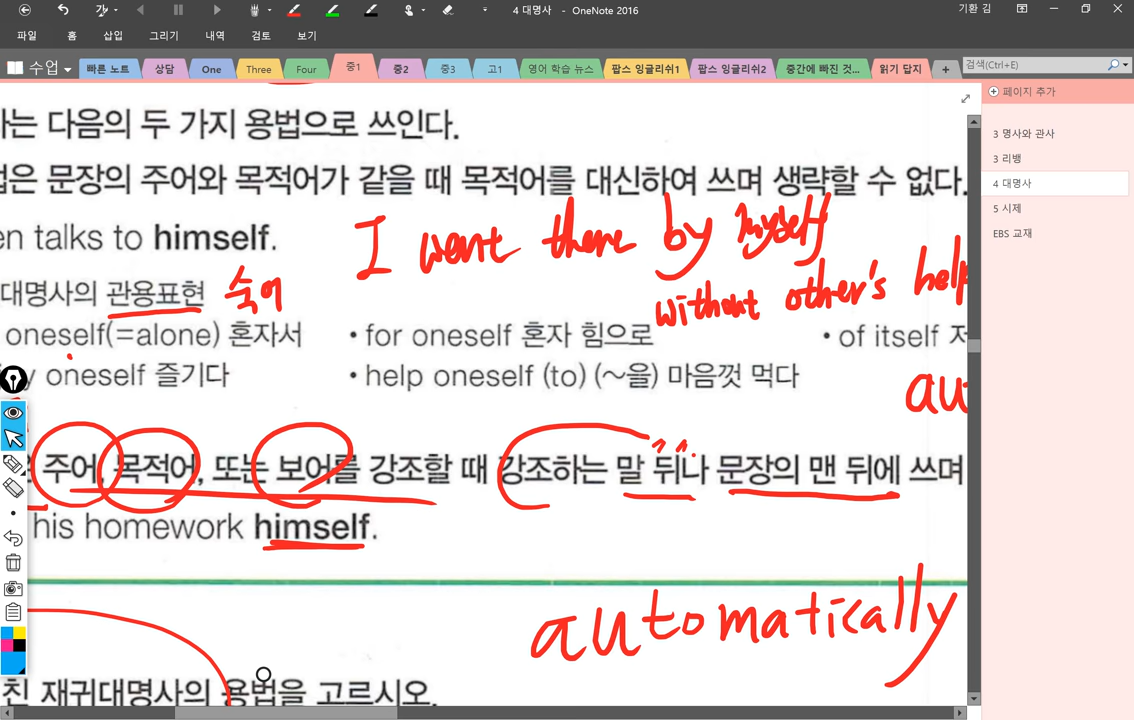 4 대명사 - OneNote 2016
기환 김
파일 홈 삽입 그리기 내역 검토 보기
수업 빠른 노트 상담 One Three Four 중1 중2 중3 고1 영어 학습 뉴스 팝스 잉글리쉬1 팝스 잉글리쉬2 중간에 빠진 것... 읽기 답지 + 검색(Ctrl+E)
페이지 추가
3 명사와 관사
3 리뱅
4 대명사
5 시제
EBS 교재
사는 다음의 두 가지 용법으로 쓰인다.
법은 문장의 주어와 목적어가 같을 때 목적어를 대신하여 쓰며 생략할 수 없다.
en talks to himself.
I went there by myself
without other's help
대명사의 관용표현 숙어
oneself(=alone) 혼자서 • for oneself 혼자 힘으로 • of itself 저
y oneself 즐기다 • help oneself (to) (~을) 마음껏 먹다
au
주어, 목적어, 또는 보어를 강조할 때 강조하는 말 뒤나 문장의 맨 뒤에 쓰며
his homework himself.
automatically
친 재귀대명사의 용법을 고르시오.